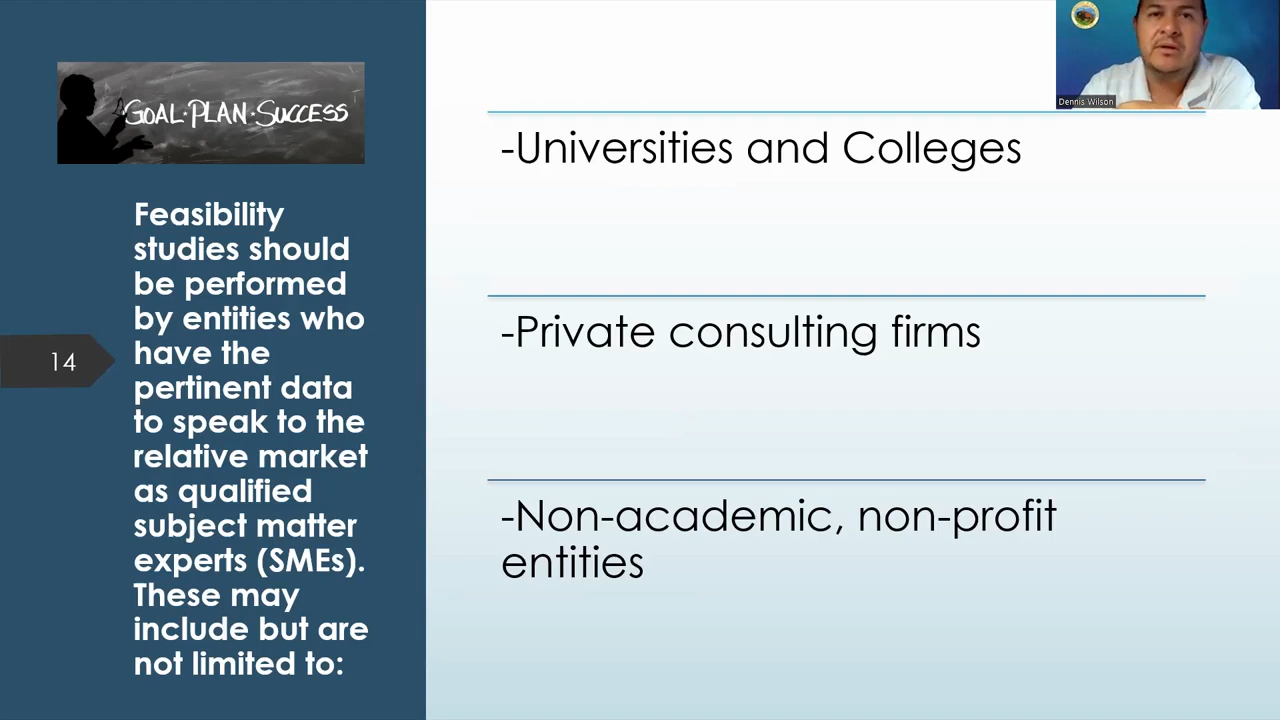 GOAL·PLAN·SUCCESS
Feasibility
studies should
be performed
by entities who
have the
pertinent data
to speak to the
relative market
as qualified
subject matter
experts (SMEs).
These may
include but are
not limited to:
14
-Universities and Colleges
-Private consulting firms
-Non-academic, non-profit
entities
Dennis Wilson